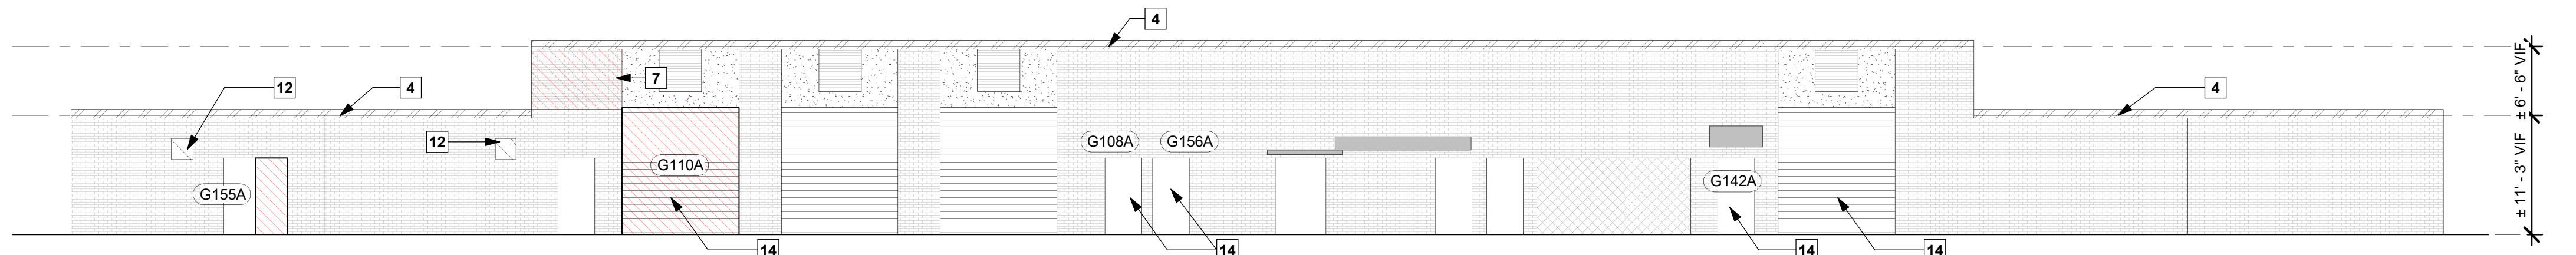 4
7
12
4
4
12
G108A
G156A
G110A
G142A
G155A
14
14
14
14
± 6' - 6" VIF
± 11' - 3" VIF